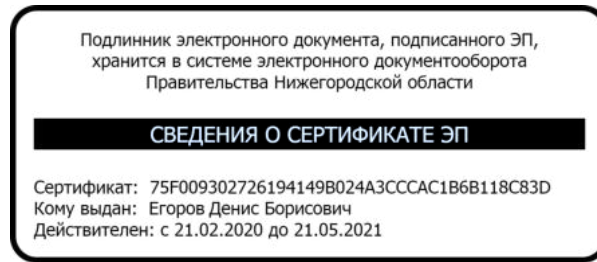 Подлинник электронного документа, подписанного ЭП,
хранится в системе электронного документооборота
Правительства Нижегородской области
СВЕДЕНИЯ О СЕРТИФИКАТЕ ЭП
Сертификат: 75F009302726194149B024A3CCCAC1B6B118C83D
Кому выдан: Егоров Денис Борисович
Действителен: с 21.02.2020 до 21.05.2021